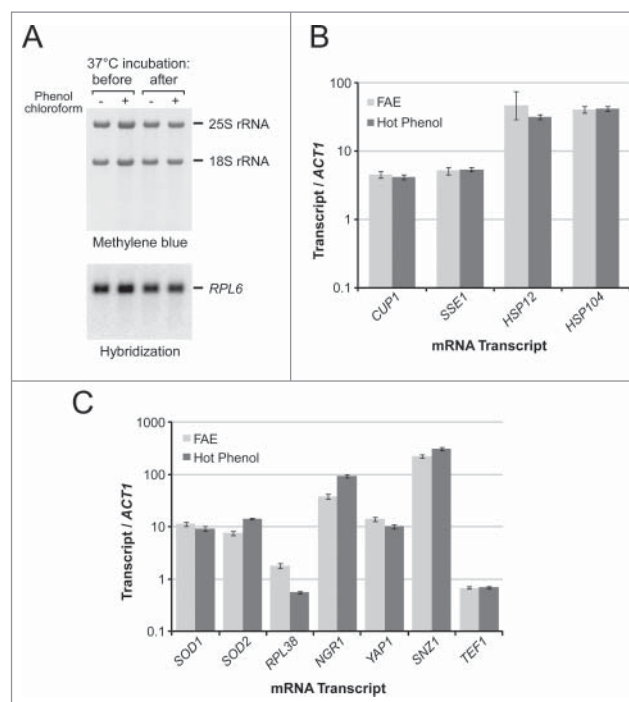 A
37°C incubation:
before after
Phenol
chloroform
- + - +
25S rRNA
18S rRNA
Methylene blue
RPL6
Hybridization
B
100
10
1
0.1
Transcript / ACT1
FAE
Hot Phenol
CUP1
SSE1
HSP12
HSP104
mRNA Transcript
C
1000
100
10
1
0.1
Transcript / ACT1
FAE
Hot Phenol
SOD1
SOD2
RPL38
NGR1
YAP1
SNZ1
TEF1
mRNA Transcript